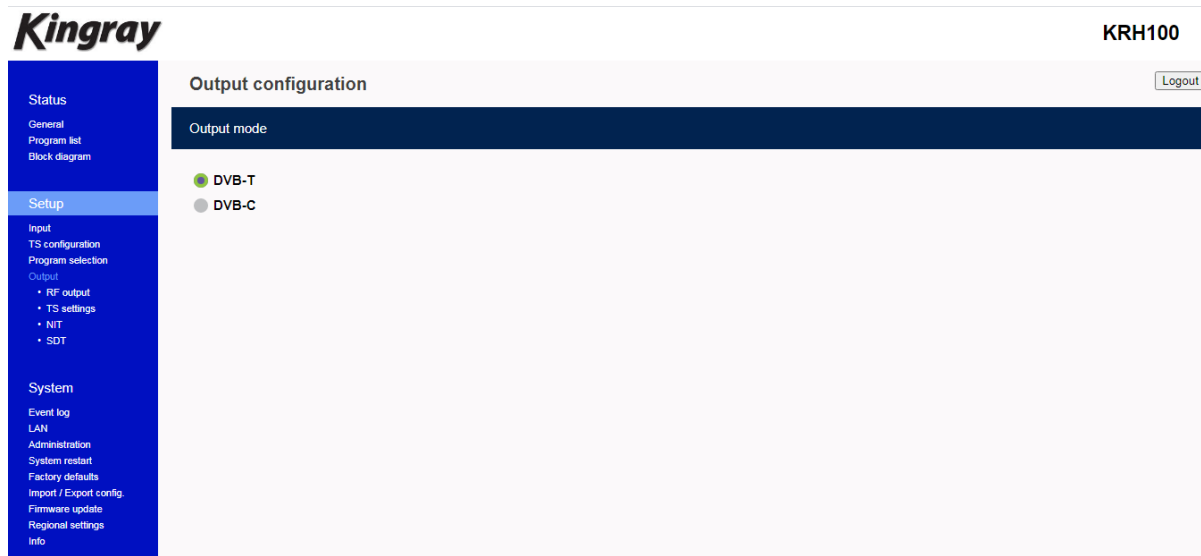 Kingray
KRH100
Output configuration
Logout
Output mode
DVB-T
DVB-C
Status
General
Program list
Block diagram
Setup
Input
TS configuration
Program selection
Output
• RF output
• TS settings
• NIT
• SDT
System
Event log
LAN
Administration
System restart
Factory defaults
Import / Export config.
Firmware update
Regional settings
Info